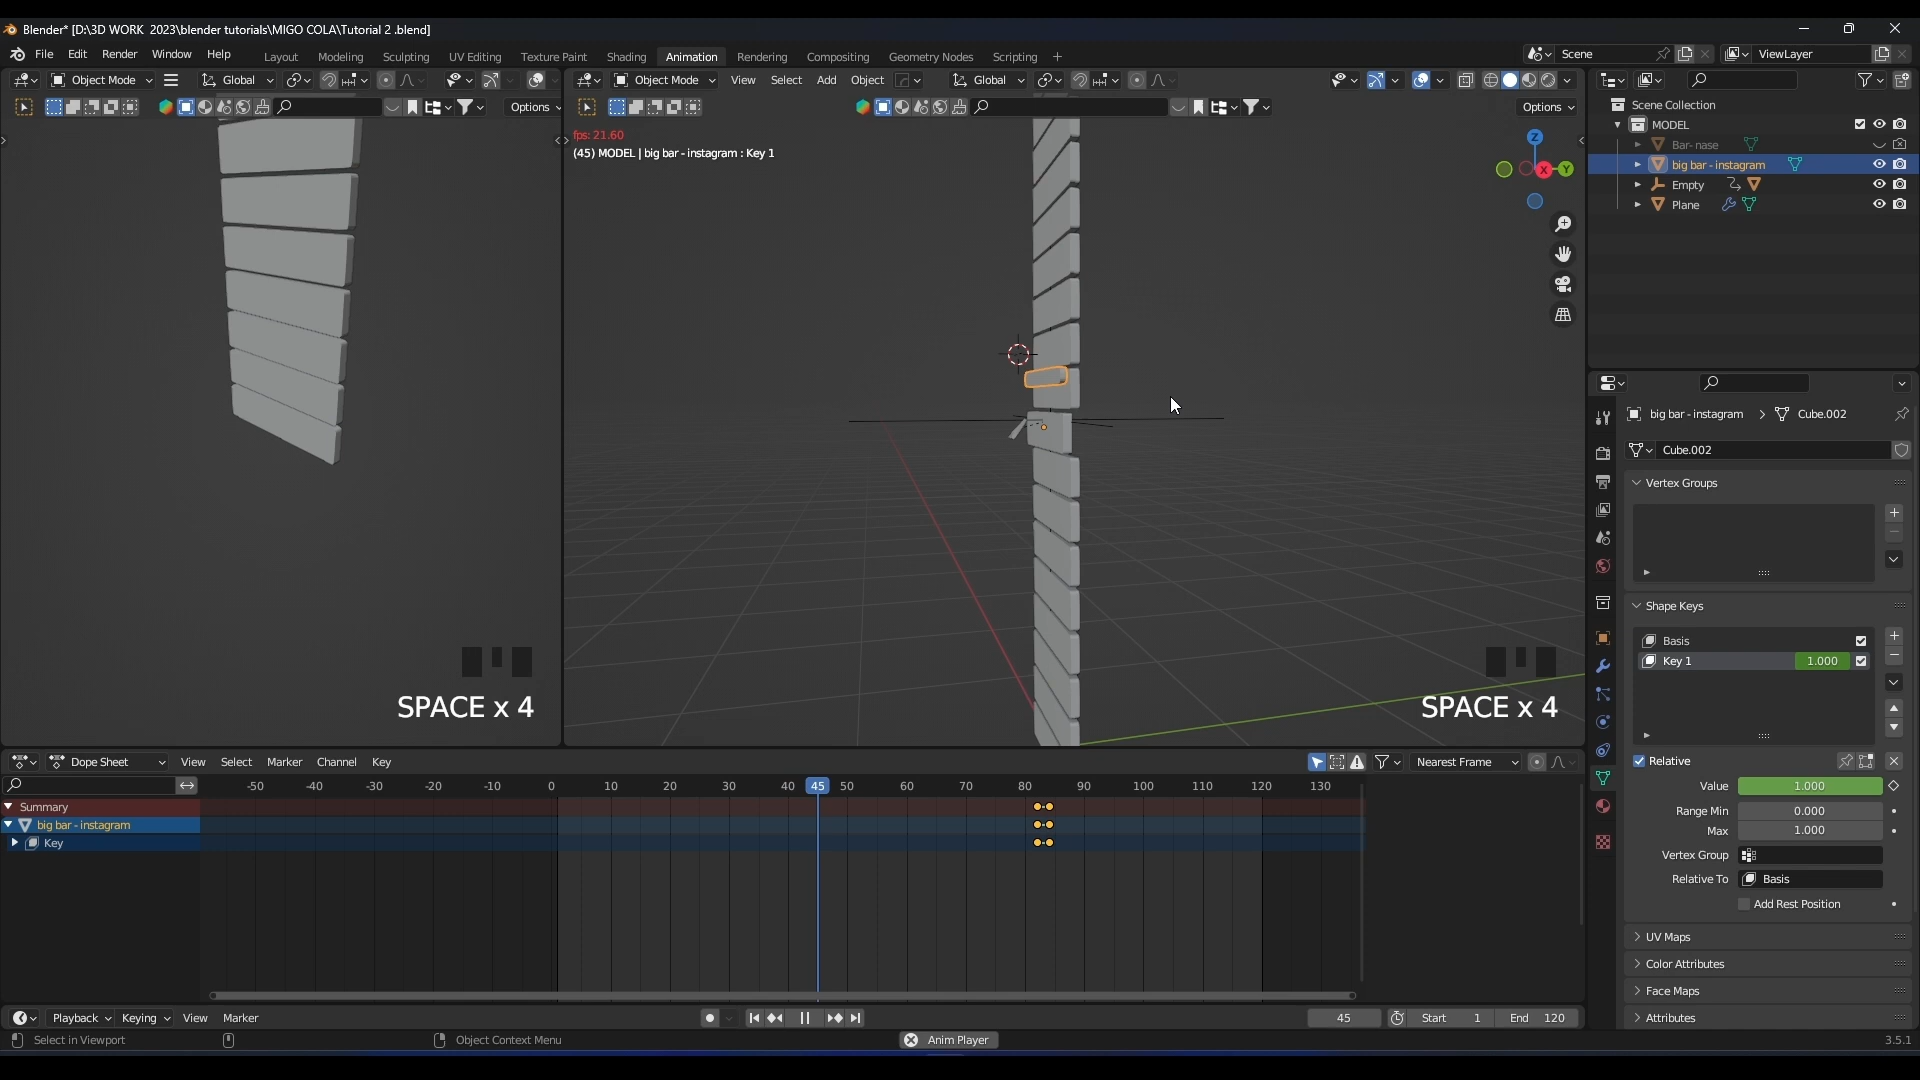 Blender* [D:\3D WORK 2023\blender tutorials\MIGO COLA\Tutorial 2 .blend]
File Edit Render Window Help Layout Modeling Sculpting UV Editing Texture Paint Shading Animation Rendering Compositing Geometry Nodes Scripting + Scene ViewLayer
Object Mode Global Object Mode View Select Add Object Global
Options Options
Scene Collection
MODEL
Bar- nase
big bar - instagram
Empty
Plane
fps: 21.60
(45) MODEL | big bar - instagram : Key 1
Z
X
Y
big bar - instagram > Cube.002
Cube.002
Vertex Groups
Shape Keys
Basis
Key 1 1.000
SPACE x 4 SPACE x 4
Relative
Value 1.000
Range Min 0.000
Max 1.000
Vertex Group
Relative To Basis
Add Rest Position
UV Maps
Color Attributes
Face Maps
Attributes
Dope Sheet View Select Marker Channel Key Nearest Frame
-50 -40 -30 -20 -10 0 10 20 30 40 45 50 60 70 80 90 100 110 120 130
Summary
big bar - instagram
Key
Playback Keying View Marker 45 Start 1 End 120
Select in Viewport Object Context Menu Anim Player 3.5.1